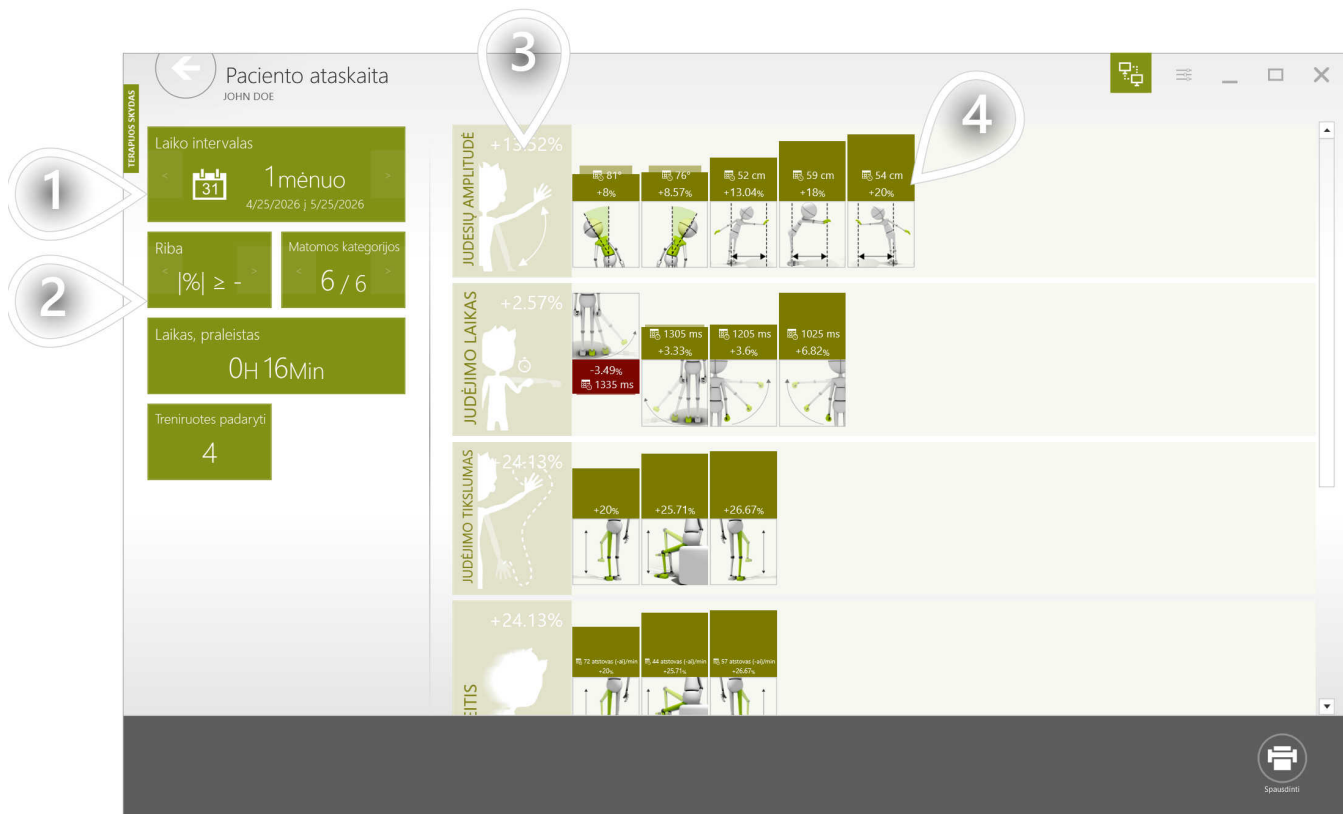 3
Paciento ataskaita
JOHN DOE
TERAPIJOS SKYDAS
4
1
Laiko intervalas
31
1mėnuo
4/25/2026 į 5/25/2026
2
Riba
|%| ≥ -
Matomos kategorijos
6 / 6
Laikas, praleistas
0H 16Min
Treniruotes padaryti
4
JUDESIŲ AMPLITUDĖ
+13.52%
81°
+8%
76°
+8.57%
52 cm
+13.04%
59 cm
+18%
54 cm
+20%
JUDĖJIMO LAIKAS
+2.57%
-3.49%
1335 ms
1305 ms
+3.33%
1205 ms
+3.6%
1025 ms
+6.82%
JUDĖJIMO TIKSLUMAS
+24.13%
+20%
+25.71%
+26.67%
EITIS
+24.13%
72 atstovas (-ai)/min
+20%
44 atstovas (-ai)/min
+25.71%
57 atstovas (-ai)/min
+26.67%
Spausdinti